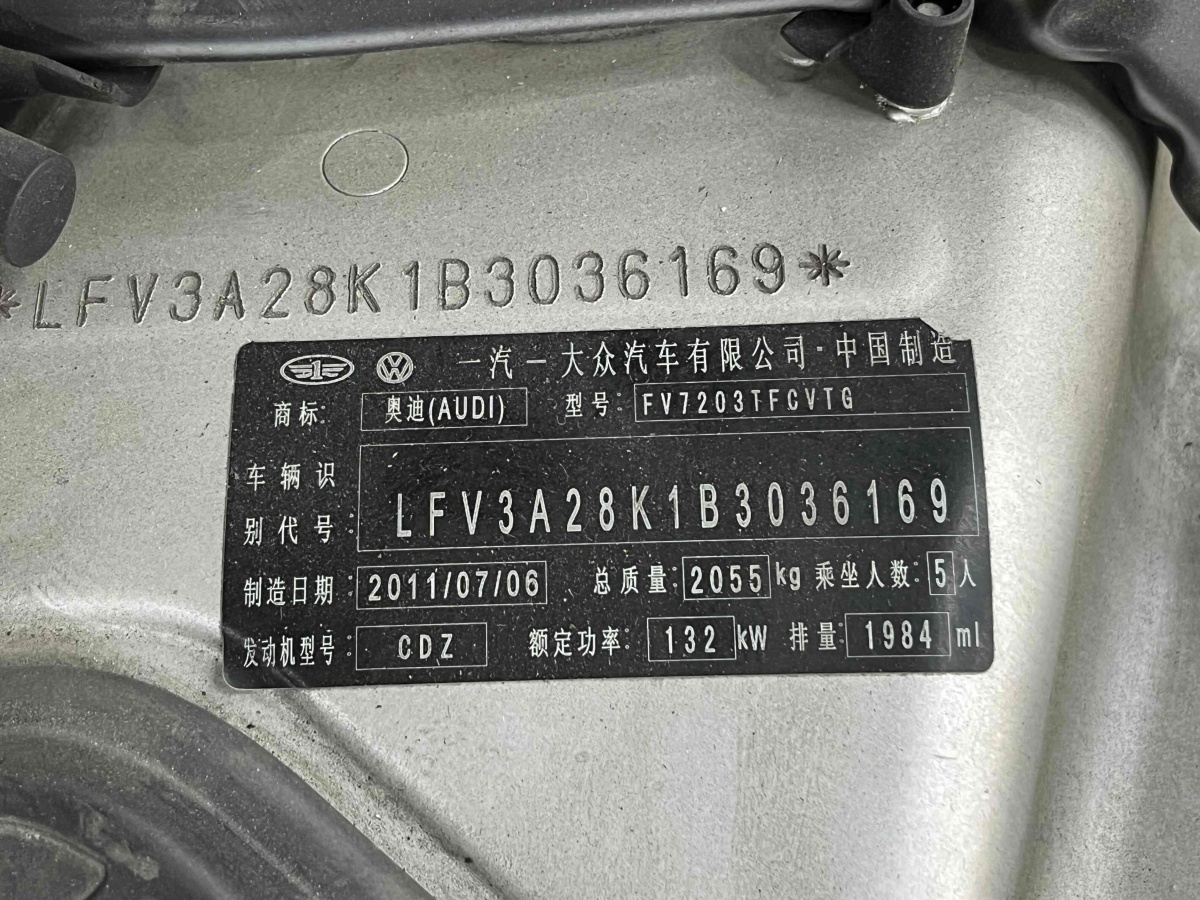 *LFV3A28K1B3036169*
1 VW 一汽-大众汽车有限公司·中国制造
商标: 奥迪(AUDI) 型号: FV7203TFCVTG
车辆识
别代号: LFV3A28K1B3036169
制造日期: 2011/07/06 总质量: 2055 kg 乘坐人数: 5 人
发动机型号: CDZ 额定功率: 132 kW 排量: 1984 ml